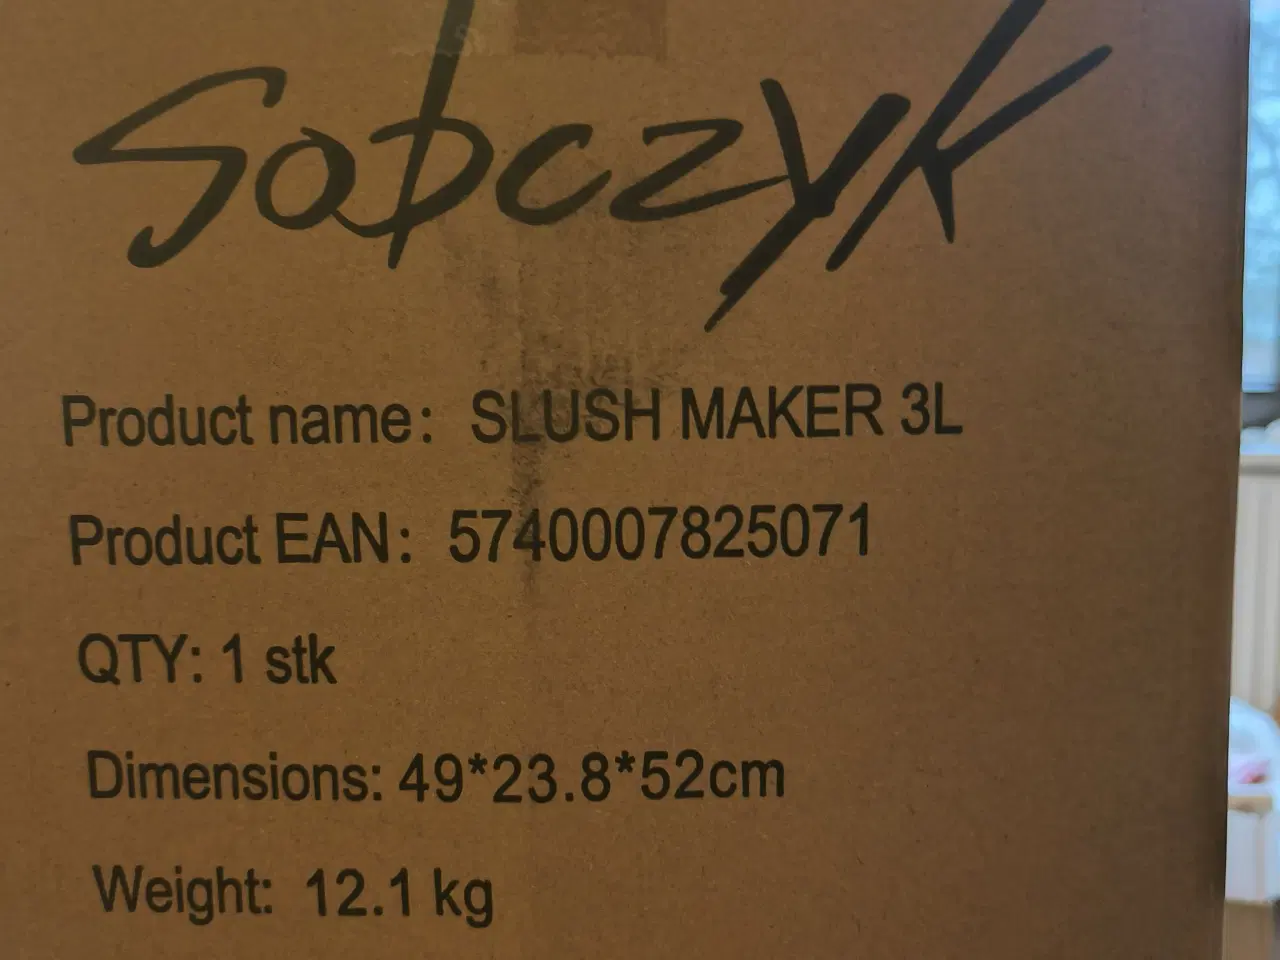 Sobczyk
Product name: SLUSH MAKER 3L
Product EAN: 5740007825071
QTY: 1 stk
Dimensions: 49*23.8*52cm
Weight: 12.1 kg